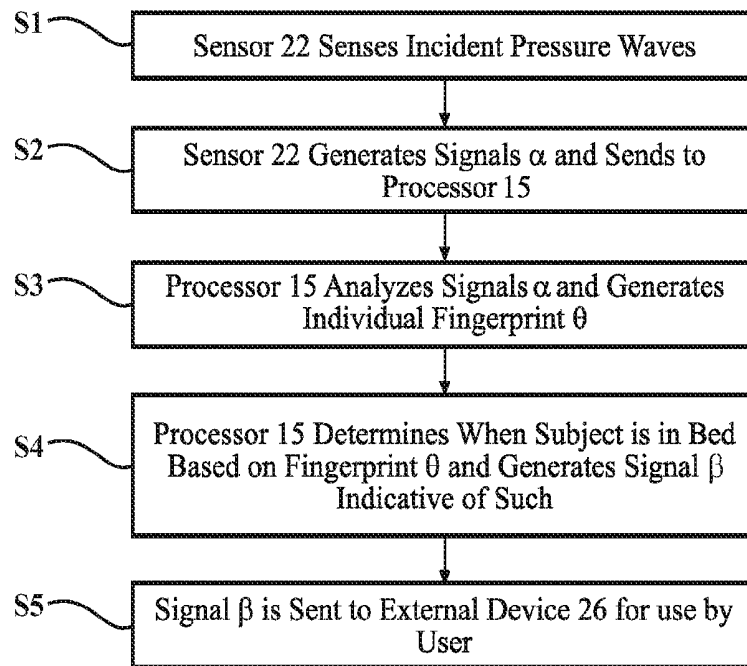 S1
Sensor 22 Senses Incident Pressure Waves
S2
Sensor 22 Generates Signals α and Sends to
Processor 15
S3
Processor 15 Analyzes Signals α and Generates
Individual Fingerprint θ
S4
Processor 15 Determines When Subject is in Bed
Based on Fingerprint θ and Generates Signal β
Indicative of Such
S5
Signal β is Sent to External Device 26 for use by
User